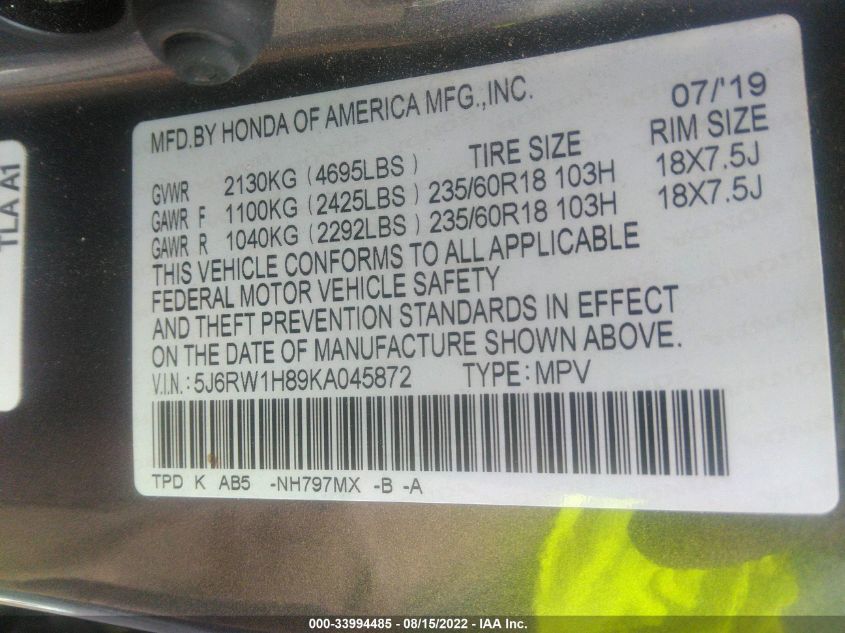 MFD.BY HONDA OF AMERICA MFG.,INC. 07/'19
TIRE SIZE RIM SIZE
GVWR 2130KG (4695LBS)
GAWR F 1100KG (2425LBS) 235/60R18 103H 18X7.5J
GAWR R 1040KG (2292LBS) 235/60R18 103H 18X7.5J
THIS VEHICLE CONFORMS TO ALL APPLICABLE
FEDERAL MOTOR VEHICLE SAFETY
AND THEFT PREVENTION STANDARDS IN EFFECT
ON THE DATE OF MANUFACTURE SHOWN ABOVE.
V.I.N.: 5J6RW1H89KA045872 TYPE: MPV
TPD K AB5 -NH797MX -B -A
TLA A1
000-33994485 - 08/15/2022 - IAA Inc.